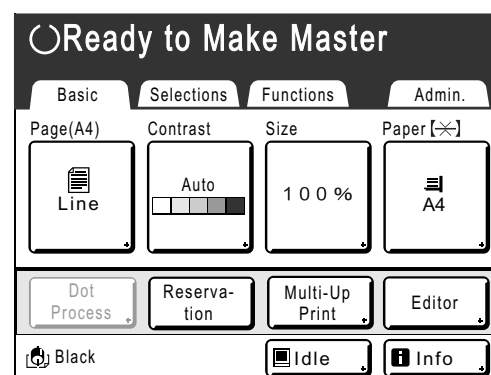 Ready to Make Master
Basic Selections Functions Admin.
Page(A4) Contrast Size Paper【⚹】
Line
Auto
100%
A4
Dot
Process
Reserva-
tion
Multi-Up
Print
Editor
Black
Idle
Info